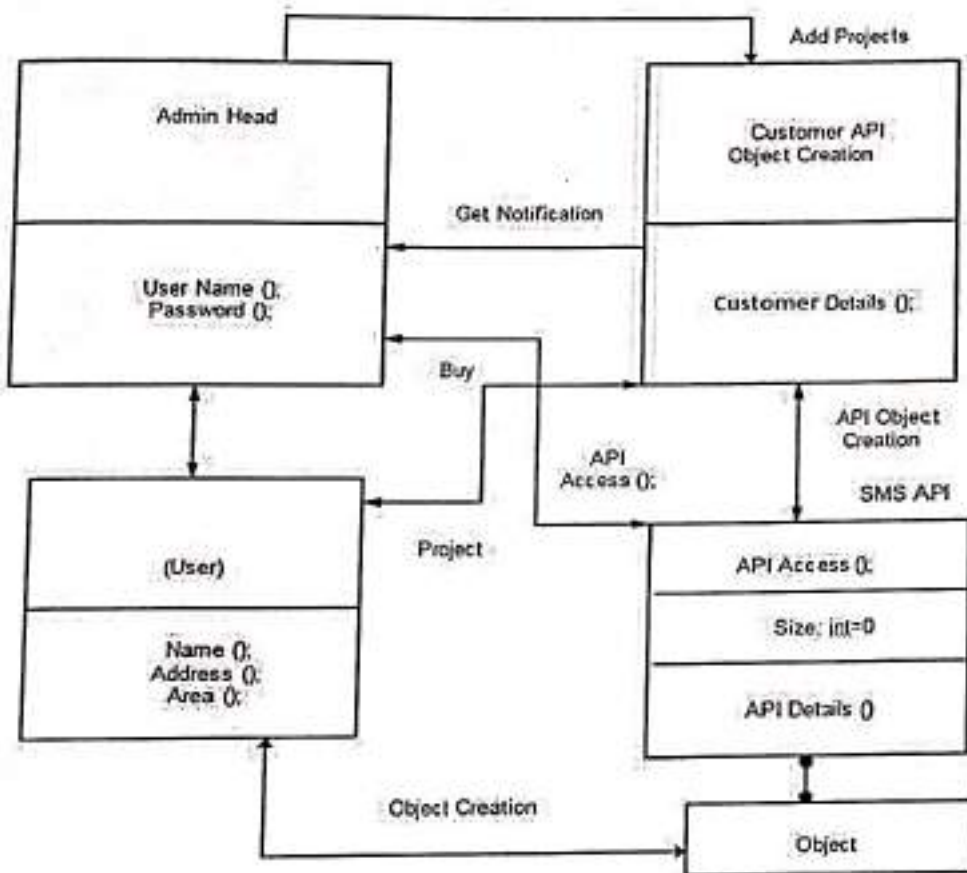 Add Projects
Admin Head
Customer API
Object Creation
Get Notification
User Name ();
Password ();
Customer Details ();
Buy
API Object
Creation
API
Access ();
SMS API
(User)
Project
API Access ();
Size; int=0
Name ();
Address ();
Area ();
API Details ()
Object Creation
Object